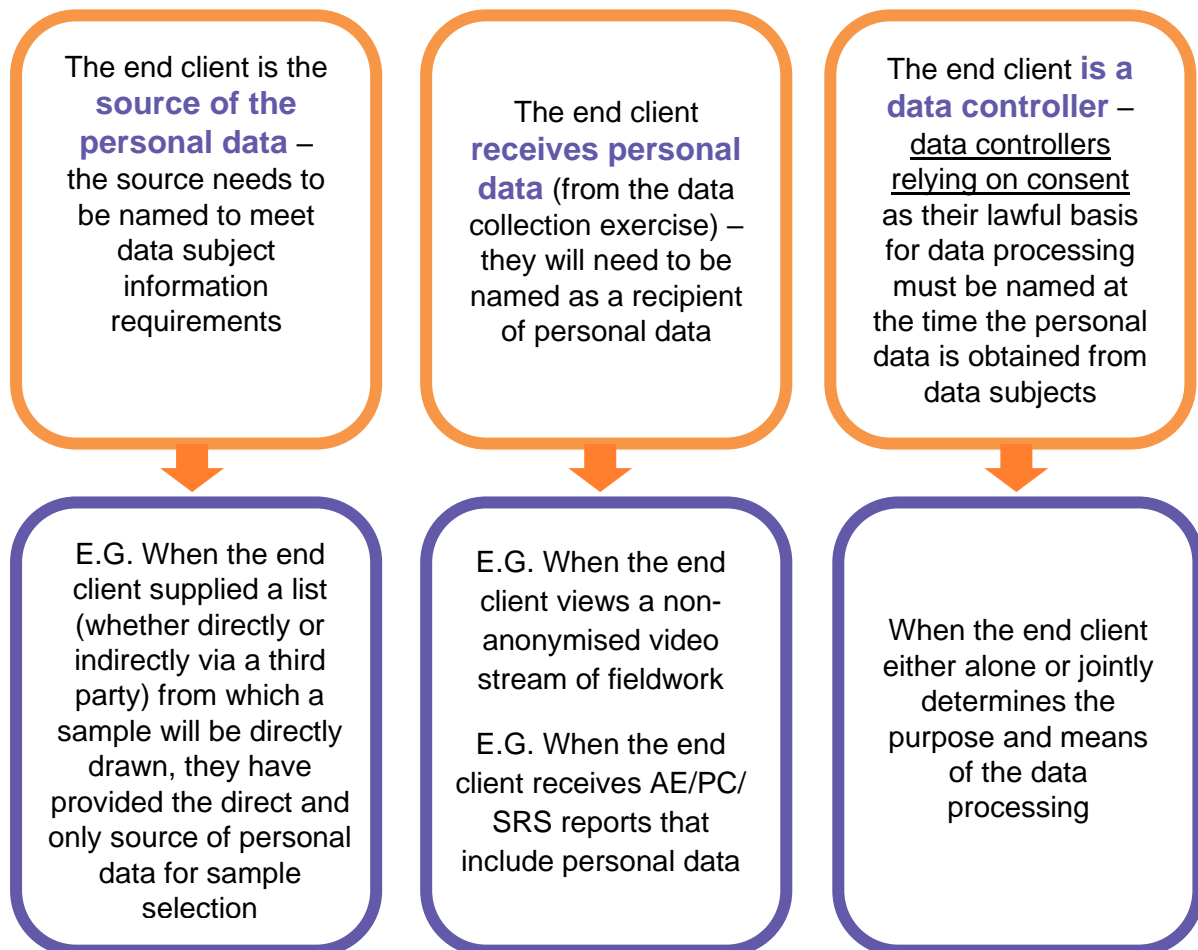 The end client is the
source of the
personal data –
the source needs to
be named to meet
data subject
information
requirements
The end client
receives personal
data (from the data
collection exercise) –
they will need to be
named as a recipient
of personal data
The end client is a
data controller –
data controllers
relying on consent
as their lawful basis
for data processing
must be named at
the time the personal
data is obtained from
data subjects
E.G. When the end
client supplied a list
(whether directly or
indirectly via a third
party) from which a
sample will be directly
drawn, they have
provided the direct and
only source of personal
data for sample
selection
E.G. When the end
client views a non-
anonymised video
stream of fieldwork
E.G. When the end
client receives AE/PC/
SRS reports that
include personal data
When the end client
either alone or jointly
determines the
purpose and means
of the data
processing